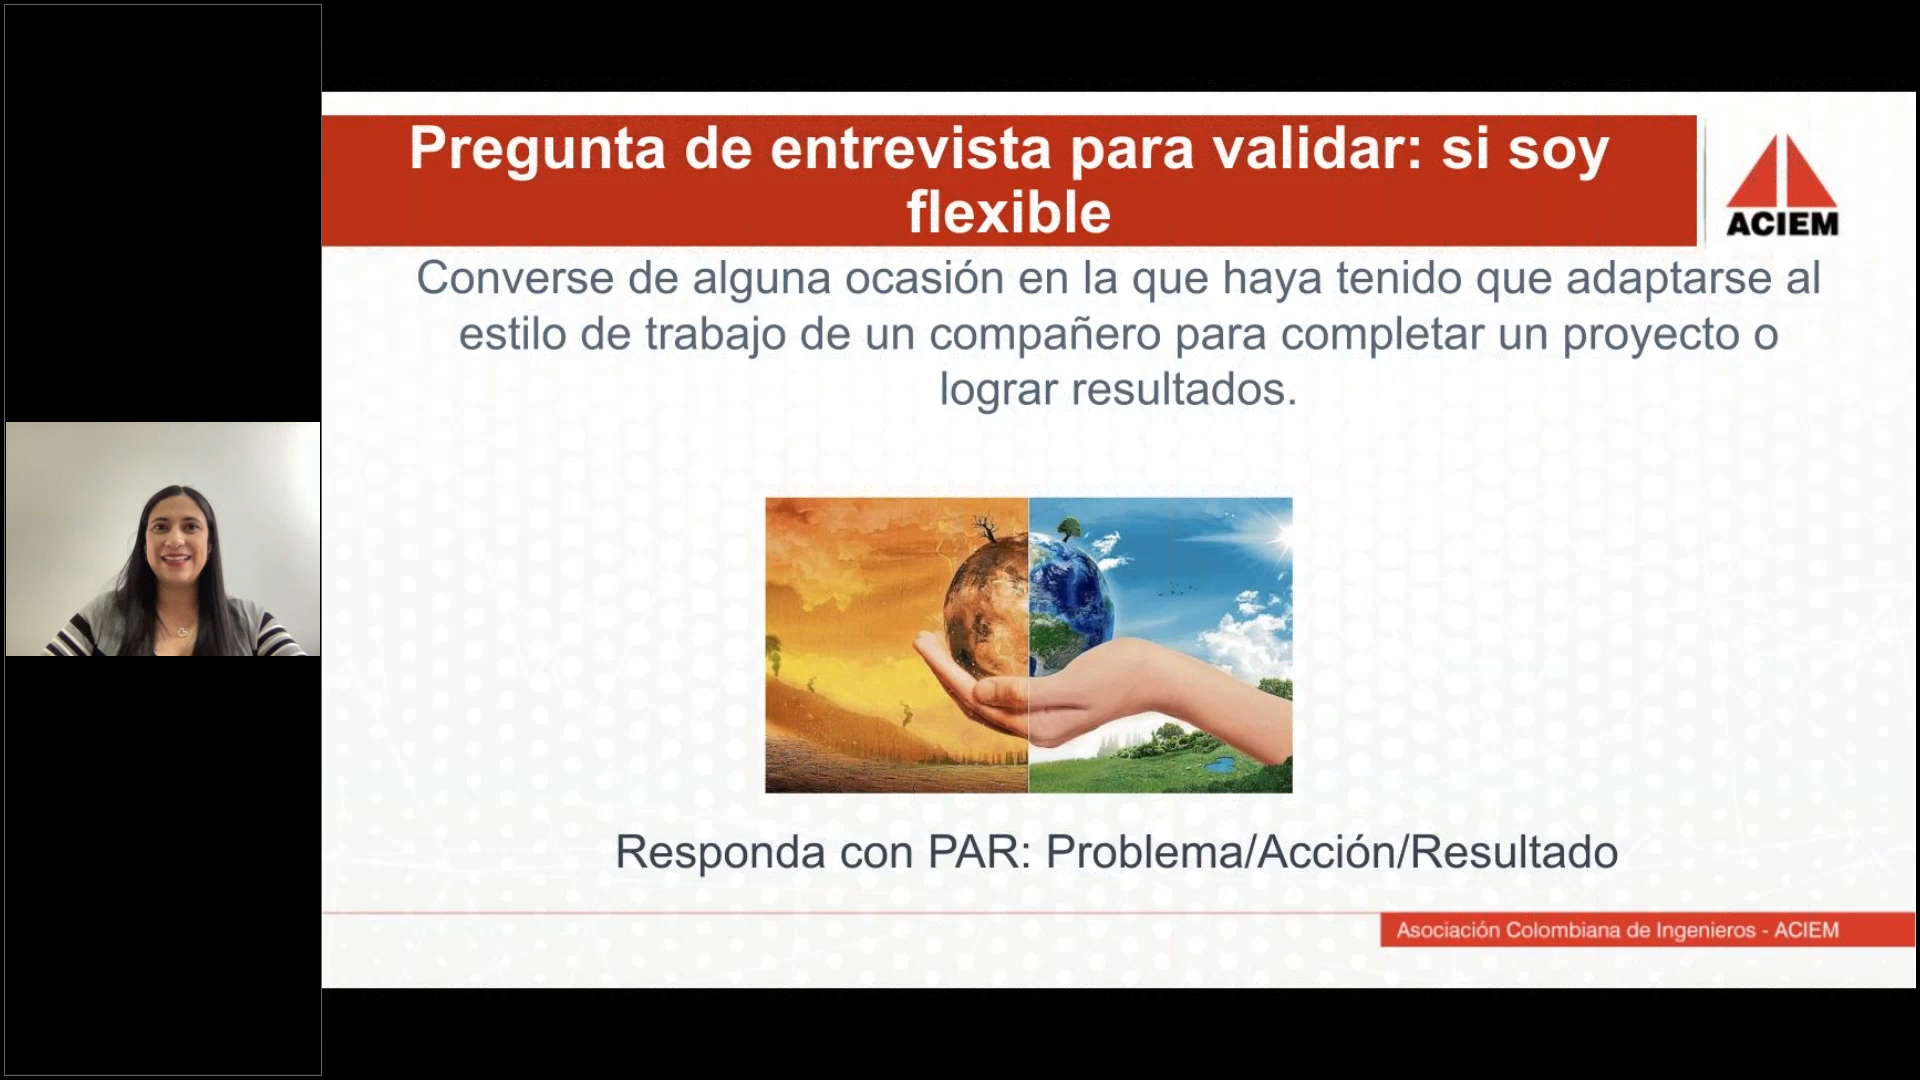 Pregunta de entrevista para validar: si soy
flexible
ACIEM
Converse de alguna ocasión en la que haya tenido que adaptarse al
estilo de trabajo de un compañero para completar un proyecto o
lograr resultados.
Responda con PAR: Problema/Acción/Resultado
Asociación Colombiana de Ingenieros - ACIEM